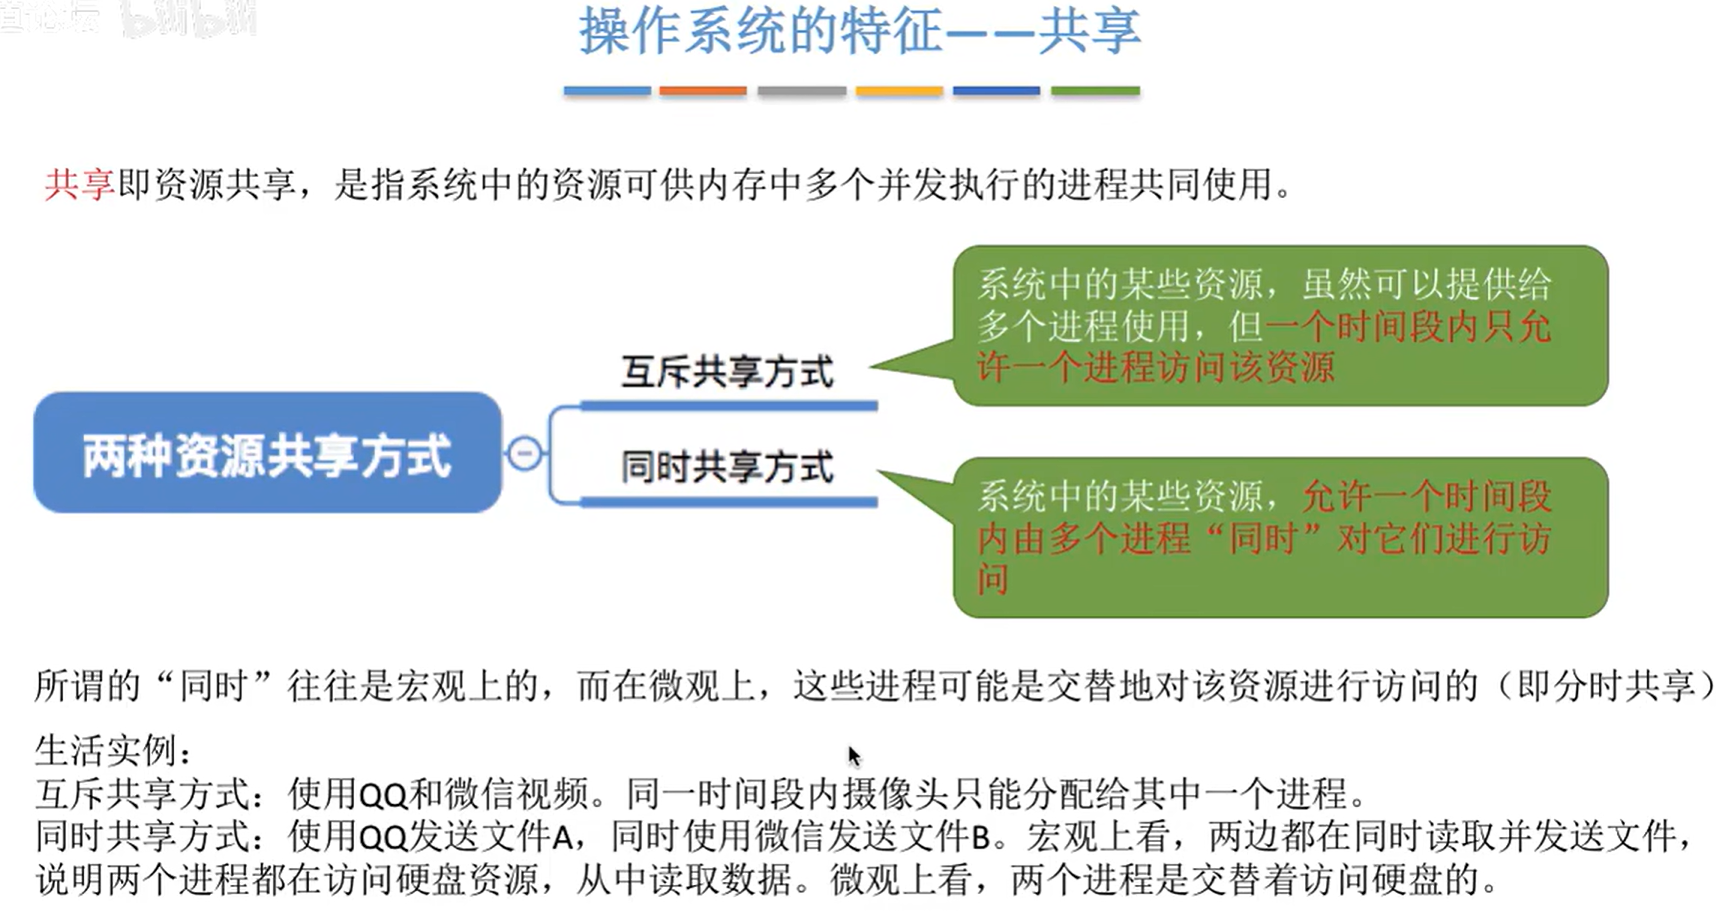 操作系统的特征——共享
共享即资源共享，是指系统中的资源可供内存中多个并发执行的进程共同使用。
两种资源共享方式
互斥共享方式
系统中的某些资源，虽然可以提供给
多个进程使用，但一个时间段内只允
许一个进程访问该资源
同时共享方式
系统中的某些资源，允许一个时间段
内由多个进程“同时”对它们进行访
问
所谓的“同时”往往是宏观上的，而在微观上，这些进程可能是交替地对该资源进行访问的（即分时共享）
生活实例：
互斥共享方式：使用QQ和微信视频。同一时间段内摄像头只能分配给其中一个进程。
同时共享方式：使用QQ发送文件A，同时使用微信发送文件B。宏观上看，两边都在同时读取并发送文件，
说明两个进程都在访问硬盘资源，从中读取数据。微观上看，两个进程是交替着访问硬盘的。